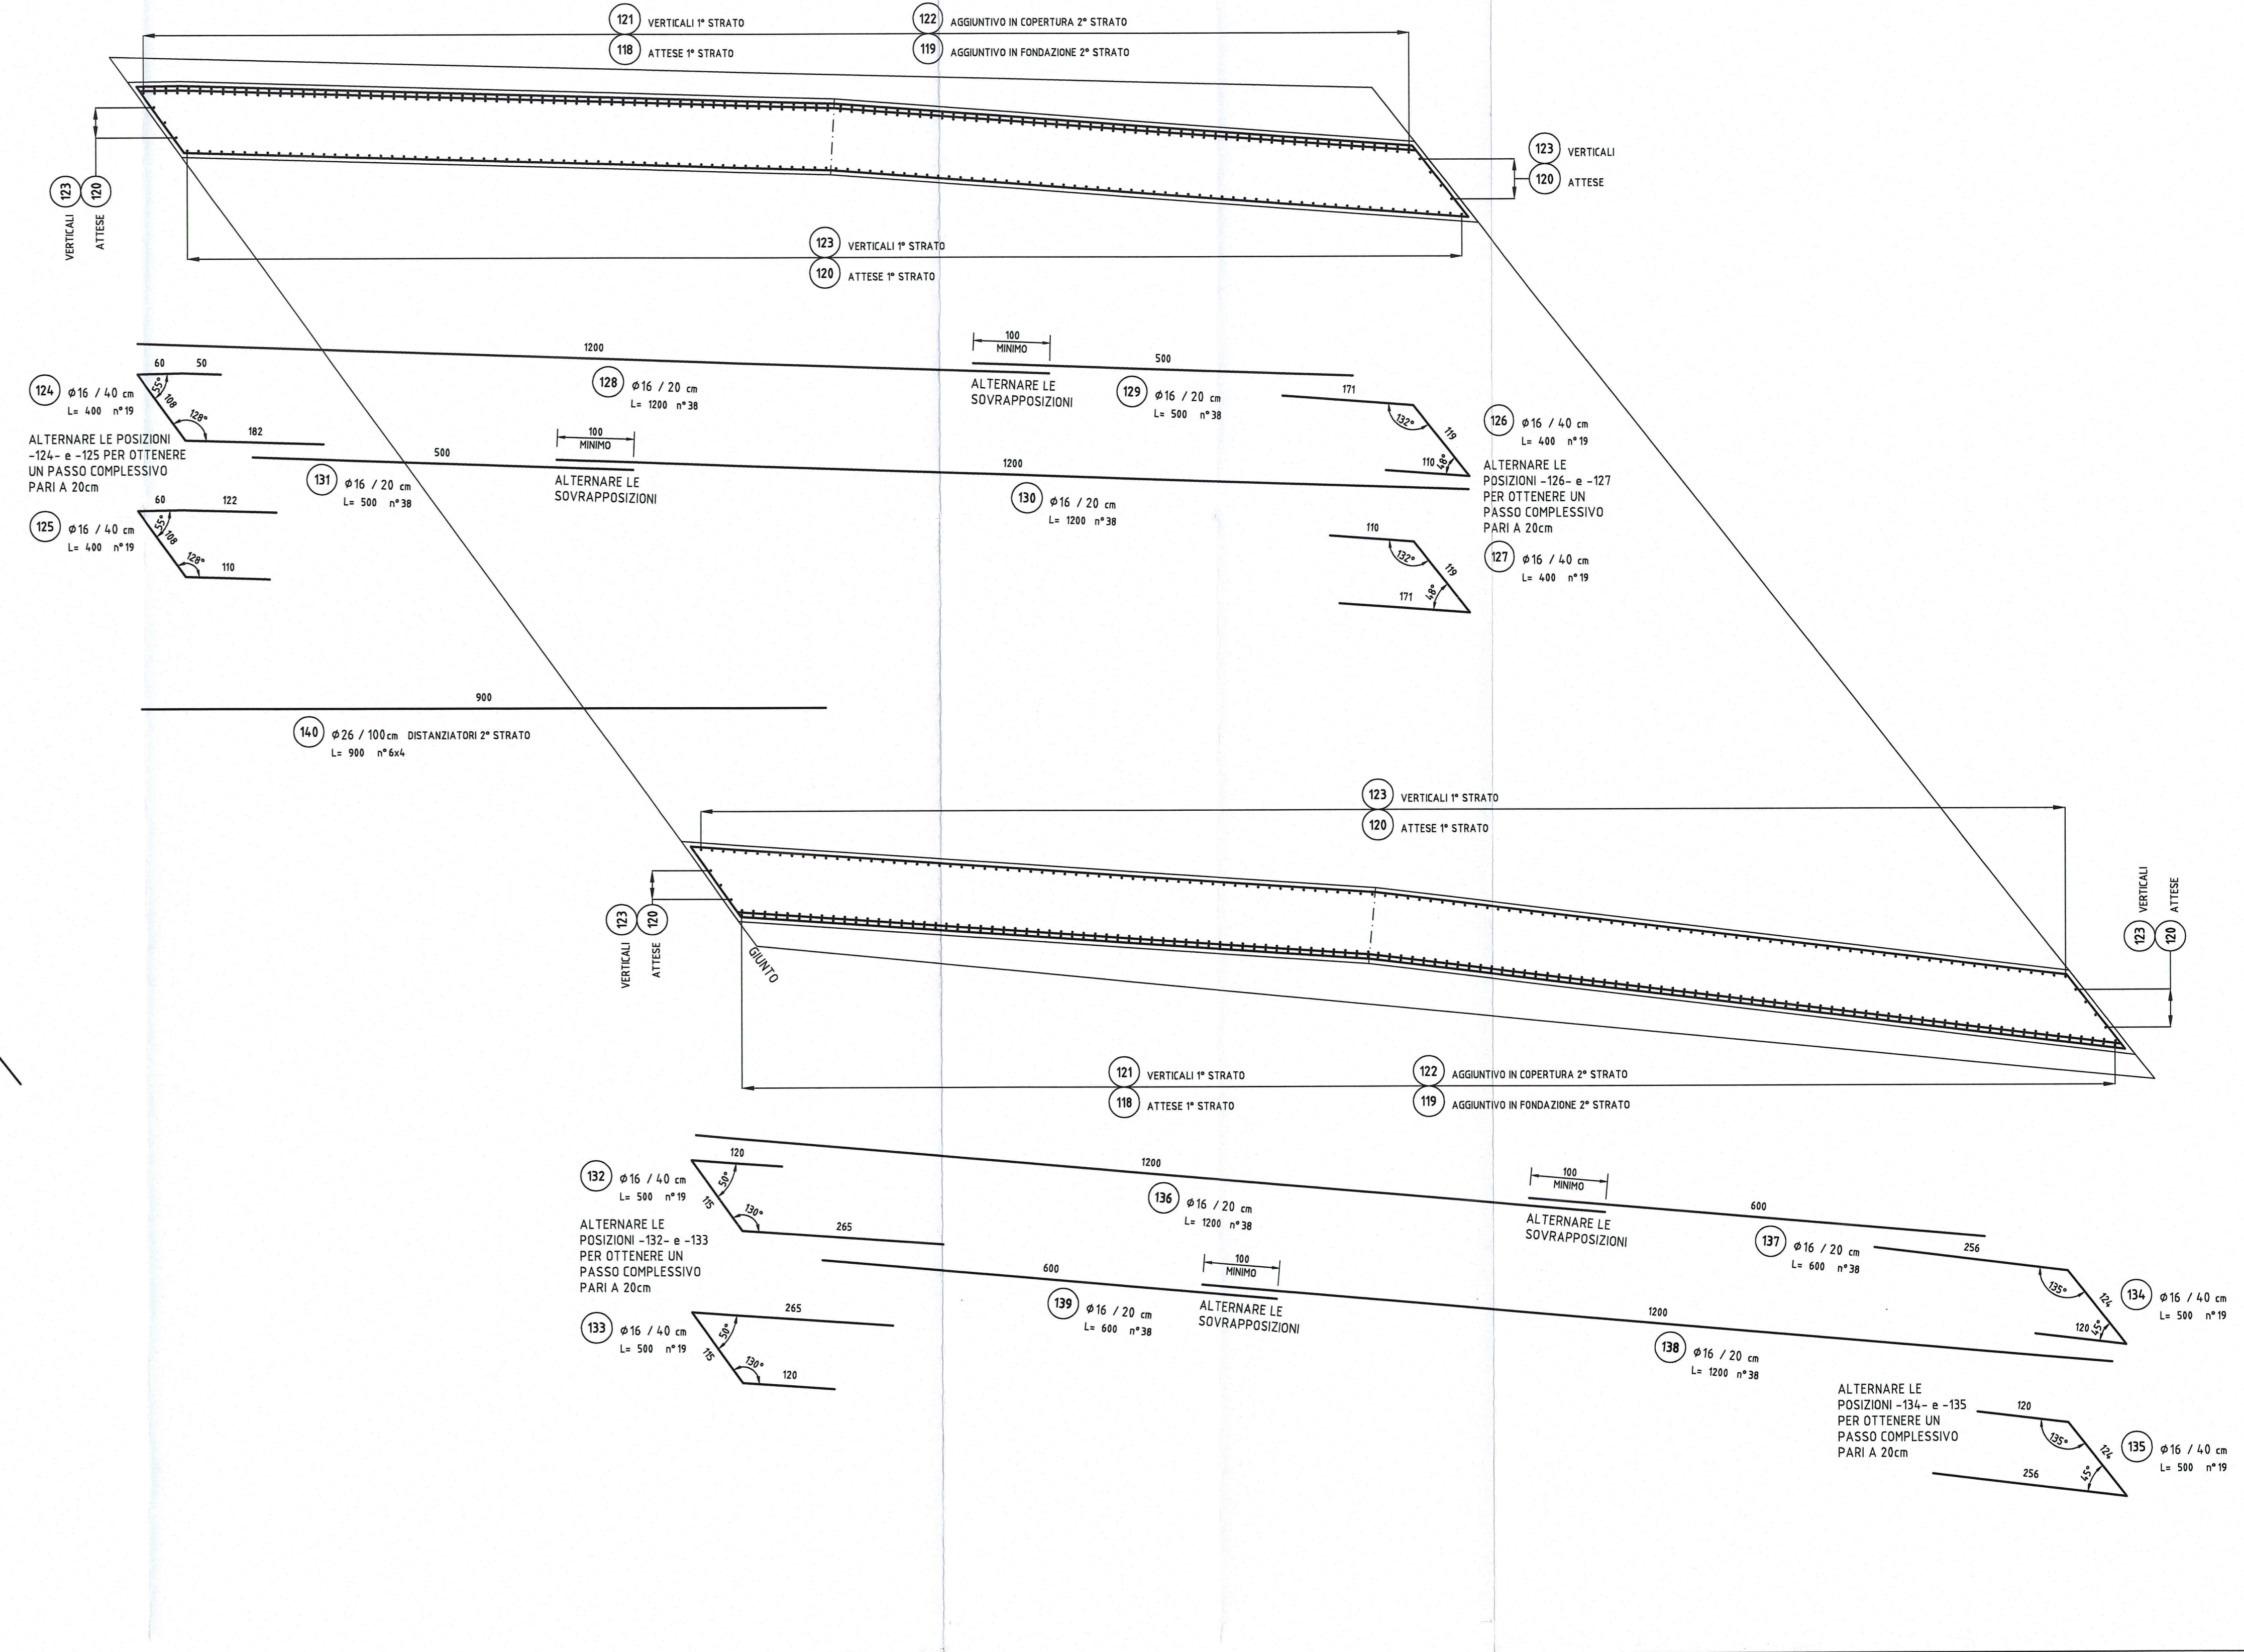 121 VERTICALI 1° STRATO
122 AGGIUNTIVO IN COPERTURA 2° STRATO
118 ATTESE 1° STRATO
119 AGGIUNTIVO IN FONDAZIONE 2° STRATO
123 VERTICALI
120 ATTESE
123 VERTICALI
120 ATTESE
123 VERTICALI 1° STRATO
120 ATTESE 1° STRATO
1200
100
MINIMO
500
128 Ø16 / 20 cm
L= 1200 n°38
ALTERNARE LE
SOVRAPPOSIZIONI
129 Ø16 / 20 cm
L= 500 n°38
60 50
55°
108
128°
182
124 Ø16 / 40 cm
L= 400 n°19
ALTERNARE LE POSIZIONI
-124- e -125 PER OTTENERE
UN PASSO COMPLESSIVO
PARI A 20cm
171
132°
119
110
48°
126 Ø16 / 40 cm
L= 400 n°19
ALTERNARE LE
POSIZIONI -126- e -127
PER OTTENERE UN
PASSO COMPLESSIVO
PARI A 20cm
500
100
MINIMO
1200
131 Ø16 / 20 cm
L= 500 n°38
ALTERNARE LE
SOVRAPPOSIZIONI
130 Ø16 / 20 cm
L= 1200 n°38
60 122
55°
108
128°
110
125 Ø16 / 40 cm
L= 400 n°19
110
132°
119
171
48°
127 Ø16 / 40 cm
L= 400 n°19
900
140 Ø26 / 100cm DISTANZIATORI 2° STRATO
L= 900 n°6x4
123 VERTICALI 1° STRATO
120 ATTESE 1° STRATO
123 VERTICALI
120 ATTESE
123 VERTICALI
120 ATTESE
GIUNTO
121 VERTICALI 1° STRATO
122 AGGIUNTIVO IN COPERTURA 2° STRATO
118 ATTESE 1° STRATO
119 AGGIUNTIVO IN FONDAZIONE 2° STRATO
120
50°
115
130°
265
132 Ø16 / 40 cm
L= 500 n°19
ALTERNARE LE
POSIZIONI -132- e -133
PER OTTENERE UN
PASSO COMPLESSIVO
PARI A 20cm
1200
100
MINIMO
600
136 Ø16 / 20 cm
L= 1200 n°38
ALTERNARE LE
SOVRAPPOSIZIONI
137 Ø16 / 20 cm
L= 600 n°38
256
135°
124
120
45°
134 Ø16 / 40 cm
L= 500 n°19
600
100
MINIMO
1200
139 Ø16 / 20 cm
L= 600 n°38
ALTERNARE LE
SOVRAPPOSIZIONI
138 Ø16 / 20 cm
L= 1200 n°38
265
50°
115
130°
120
133 Ø16 / 40 cm
L= 500 n°19
ALTERNARE LE
POSIZIONI -134- e -135
PER OTTENERE UN
PASSO COMPLESSIVO
PARI A 20cm
120
135°
124
256
45°
135 Ø16 / 40 cm
L= 500 n°19